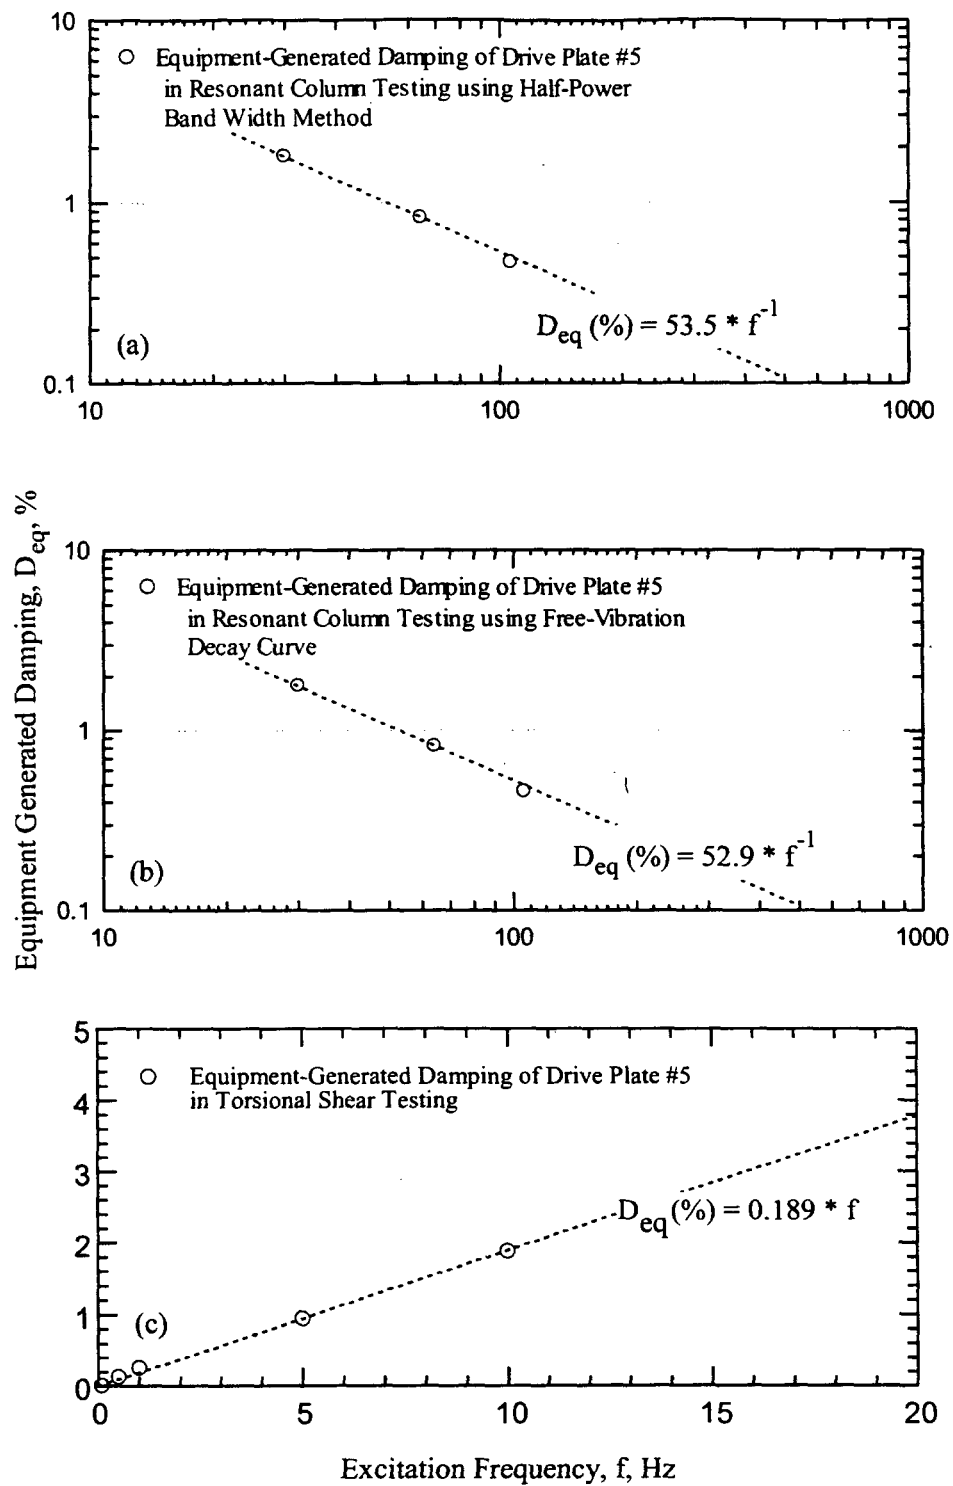 10
Equipment-Generated Damping of Drive Plate #5
in Resonant Column Testing using Half-Power
Band Width Method
1
D_eq (%) = 53.5 * f^-1
(a)
0.1
10 100 1000
Equipment Generated Damping, D_eq, %
10
Equipment-Generated Damping of Drive Plate #5
in Resonant Column Testing using Free-Vibration
Decay Curve
1
D_eq (%) = 52.9 * f^-1
(b)
0.1
10 100 1000
5
Equipment-Generated Damping of Drive Plate #5
in Torsional Shear Testing
4
3
D_eq (%) = 0.189 * f
2
1
(c)
0
0 5 10 15 20
Excitation Frequency, f, Hz